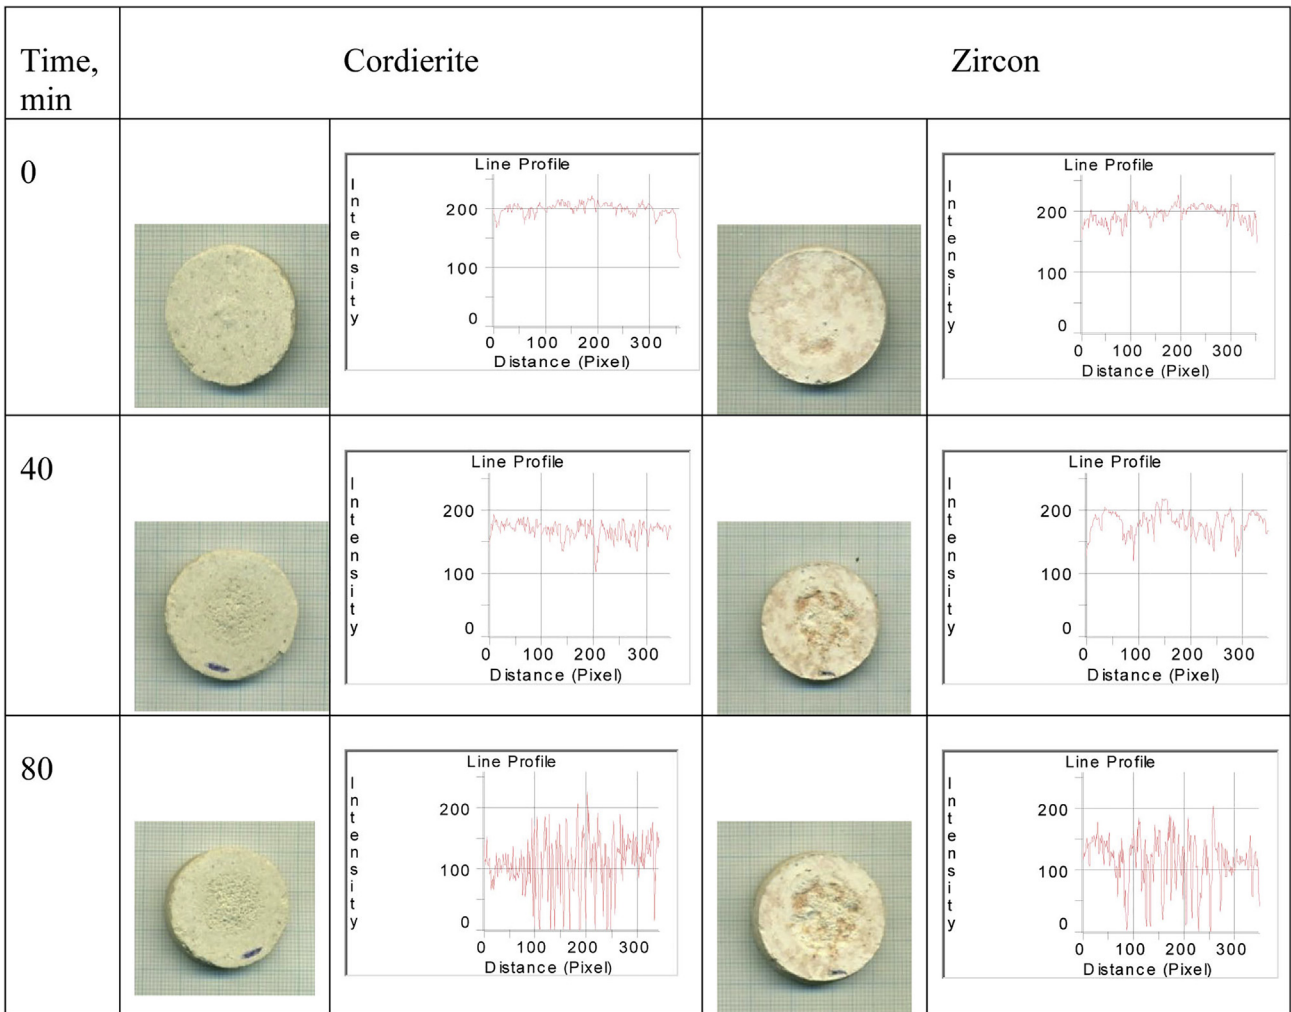 Time, min
Cordierite
Zircon
0
Line Profile
Intensity
200
100
0
0 100 200 300
Distance (Pixel)
Line Profile
Intensity
200
100
0
0 100 200 300
Distance (Pixel)
40
Line Profile
Intensity
200
100
0
0 100 200 300
Distance (Pixel)
Line Profile
Intensity
200
100
0
0 100 200 300
Distance (Pixel)
80
Line Profile
Intensity
200
100
0
0 100 200 300
Distance (Pixel)
Line Profile
Intensity
200
100
0
0 100 200 300
Distance (Pixel)